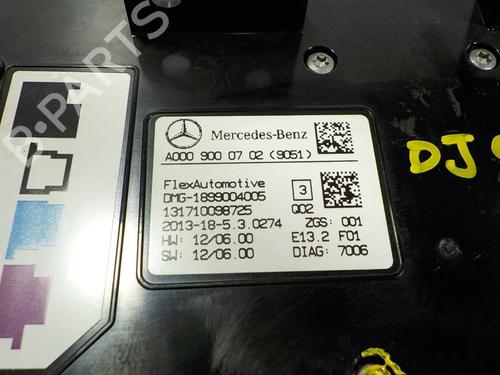 B-PARTS
Mercedes-Benz
A000 900 07 02 (9051)
FlexAutomotive
3
DMG-1899004005
Q02
131710098725
2013-18-5.3.0274 ZGS: 001
HW: 12/06.00 E13.2 F01
SW: 12/06.00 DIAG: 7006
DJ